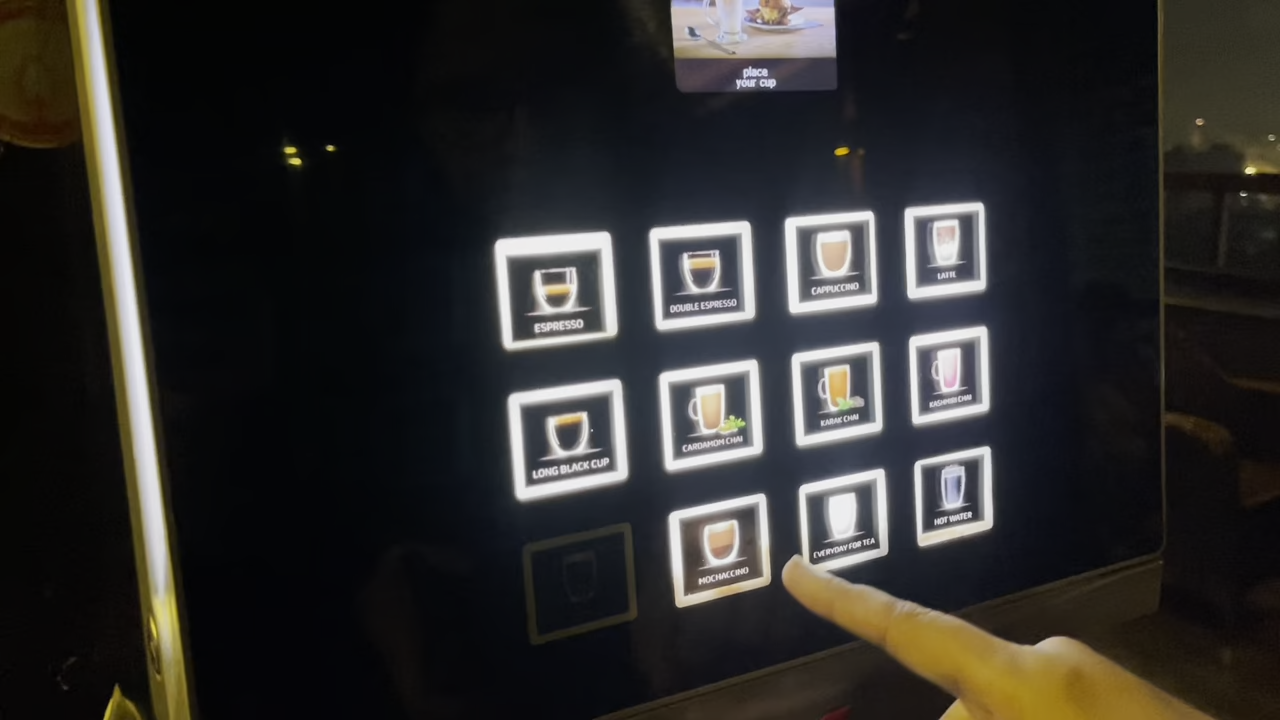 place
your cup
ESPRESSO
DOUBLE ESPRESSO
CAPPUCCINO
LATTE
LONG BLACK CUP
CARDAMOM CHAI
KARAK CHAI
KASHMIRI CHAI
MOCHACCINO
EVERYDAY FOR TEA
HOT WATER